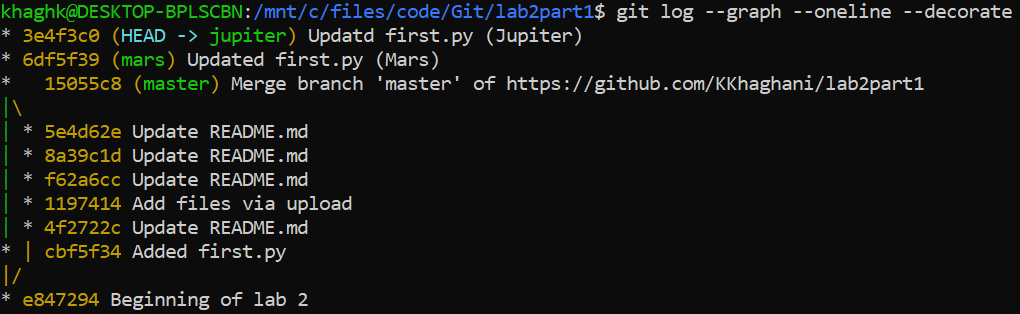 khaghk@DESKTOP-BPLSCBN:/mnt/c/files/code/Git/lab2part1$ git log --graph --oneline --decorate
* 3e4f3c0 (HEAD -> jupiter) Updatd first.py (Jupiter)
* 6df5f39 (mars) Updated first.py (Mars)
*   15055c8 (master) Merge branch 'master' of https://github.com/KKhaghani/lab2part1
|\
| * 5e4d62e Update README.md
| * 8a39c1d Update README.md
| * f62a6cc Update README.md
| * 1197414 Add files via upload
| * 4f2722c Update README.md
* | cbf5f34 Added first.py
|/
* e847294 Beginning of lab 2